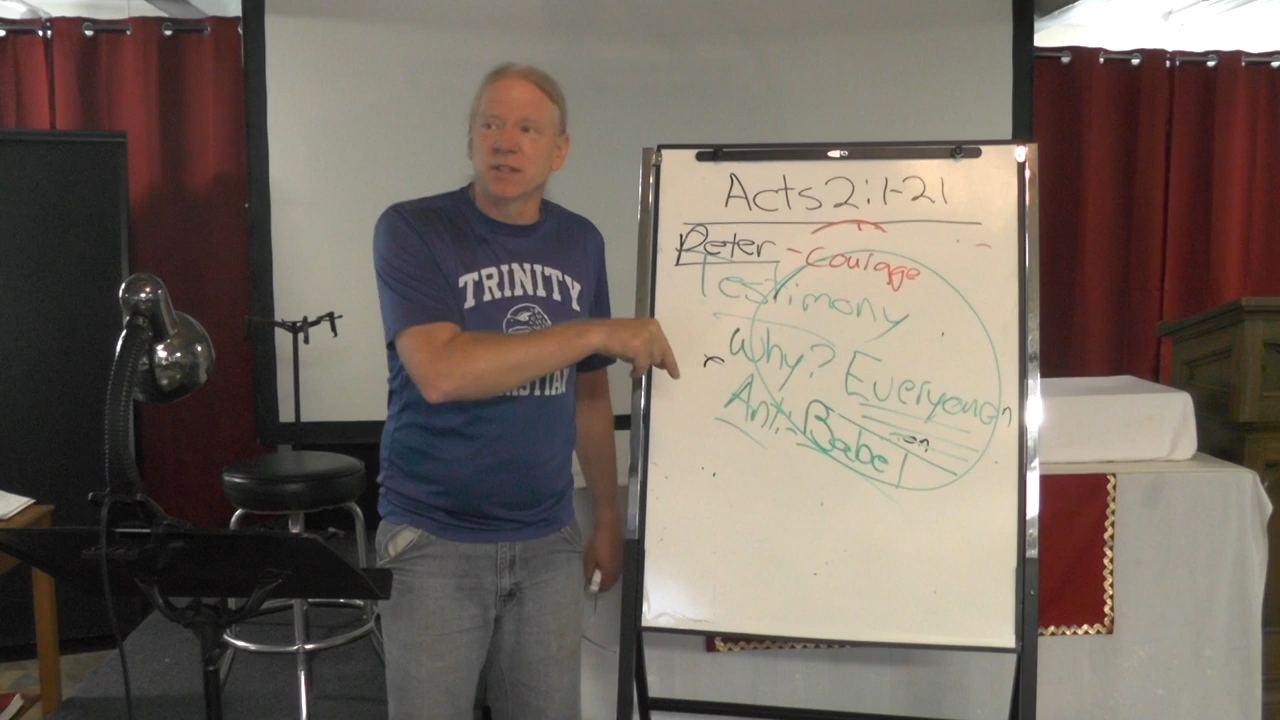 TRINITY
Acts 2:1-21
Peter - Courage
Testimony
Why? Everyone
Anti-Babel